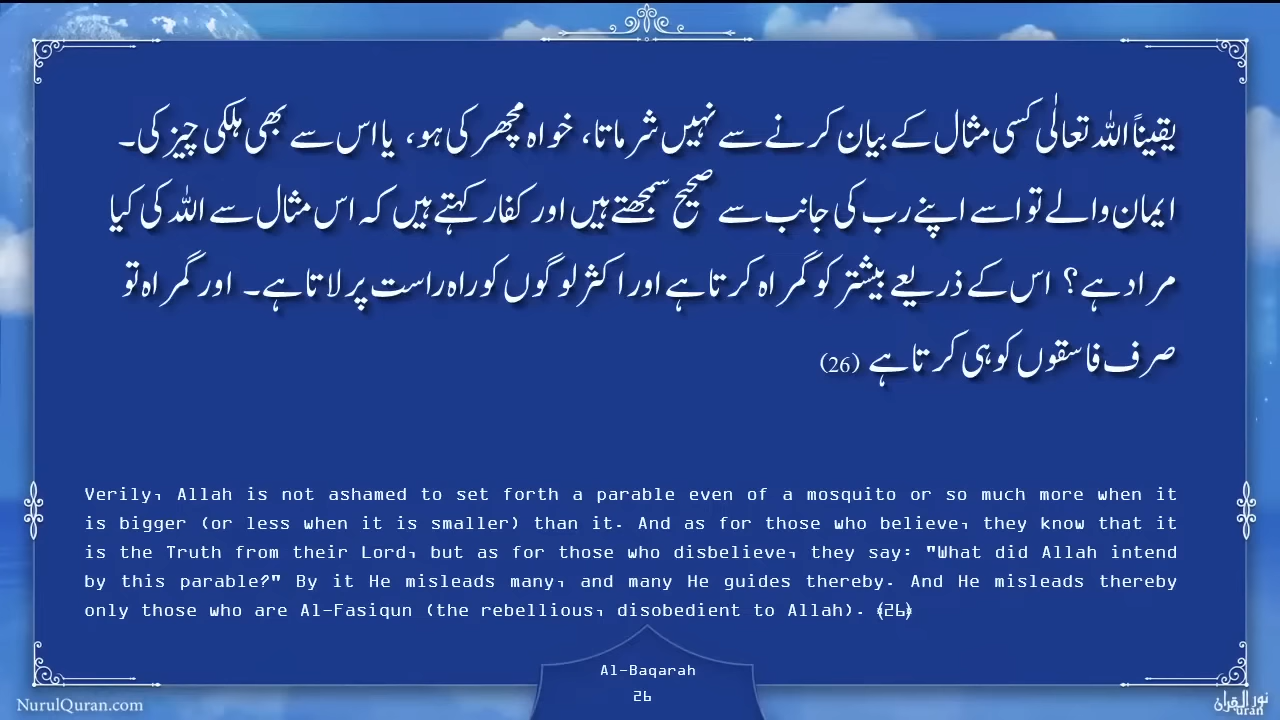 یقیناً اللہ تعالٰی کسی مثال کے بیان کرنے سے نہیں شرماتا، خواہ مچھر کی ہو، یا اس سے بھی ہلکی چیز کی۔
ایمان والے تو اسے اپنے رب کی جانب سے صحیح سمجھتے ہیں اور کفار کہتے ہیں کہ اس مثال سے اللہ کی کیا
مراد ہے؟ اس کے ذریعے بیشتر کو گمراہ کرتا ہے اور اکثر لوگوں کو راہ راست پر لاتا ہے۔ اور گمراہ تو
صرف فاسقوں کو ہی کرتا ہے (26)
Verily, Allah is not ashamed to set forth a parable even of a mosquito or so much more when it
is bigger (or less when it is smaller) than it. And as for those who believe, they know that it
is the Truth from their Lord, but as for those who disbelieve, they say: "What did Allah intend
by this parable?" By it He misleads many, and many He guides thereby. And He misleads thereby
only those who are Al-Fasiqun (the rebellious, disobedient to Allah). ﴾26﴿
Al-Baqarah
26
NurulQuran.com
نور القرآن